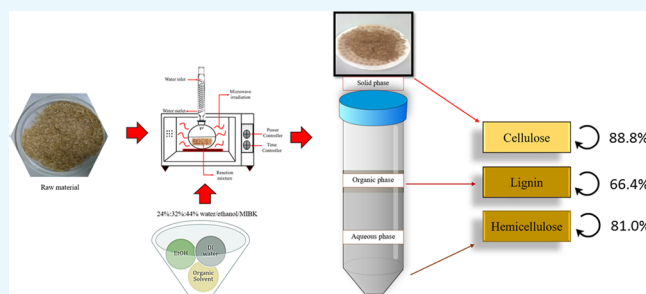 Raw material
Water inlet
Water outlet
Microwave
irradiation
Power
Controller
Time
Controller
Reaction
mixture
24%:32%:44% water/ethanol/MIBK
EtOH
DI
water
Organic
Solvent
Solid phase
Organic phase
Aqueous phase
Cellulose
88.8%
Lignin
66.4%
Hemicellulose
81.0%